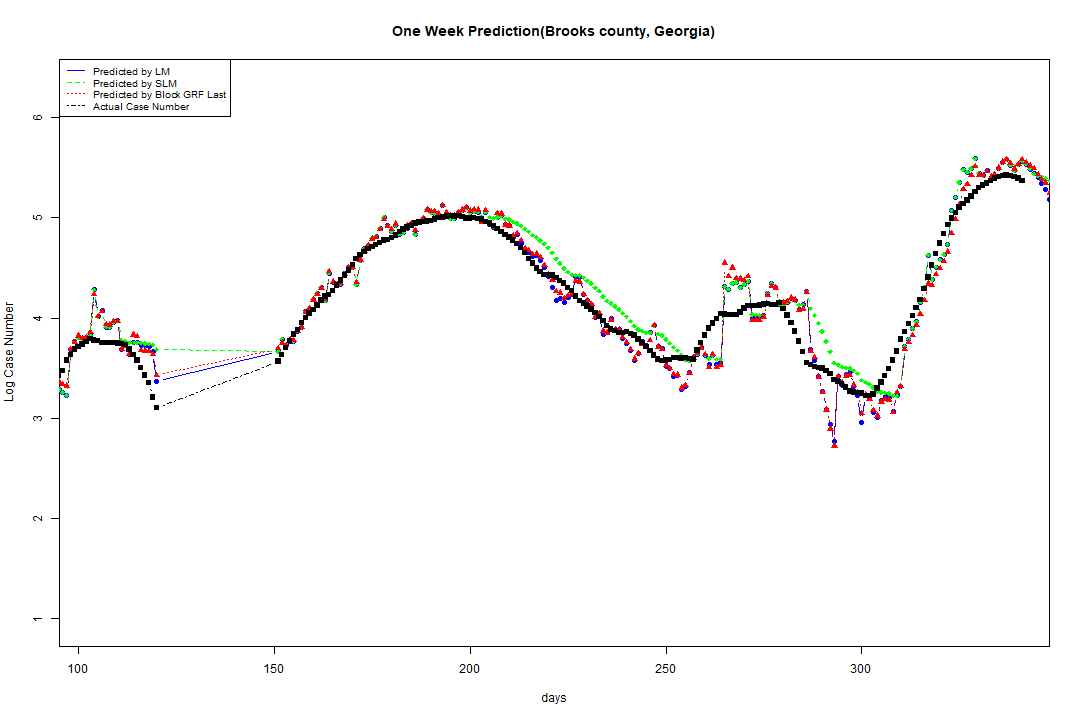 One Week Prediction(Brooks county, Georgia)
Predicted by LM
Predicted by SLM
Predicted by Block GRF Last
Actual Case Number
6
5
4
3
2
1
Log Case Number
100 150 200 250 300
days